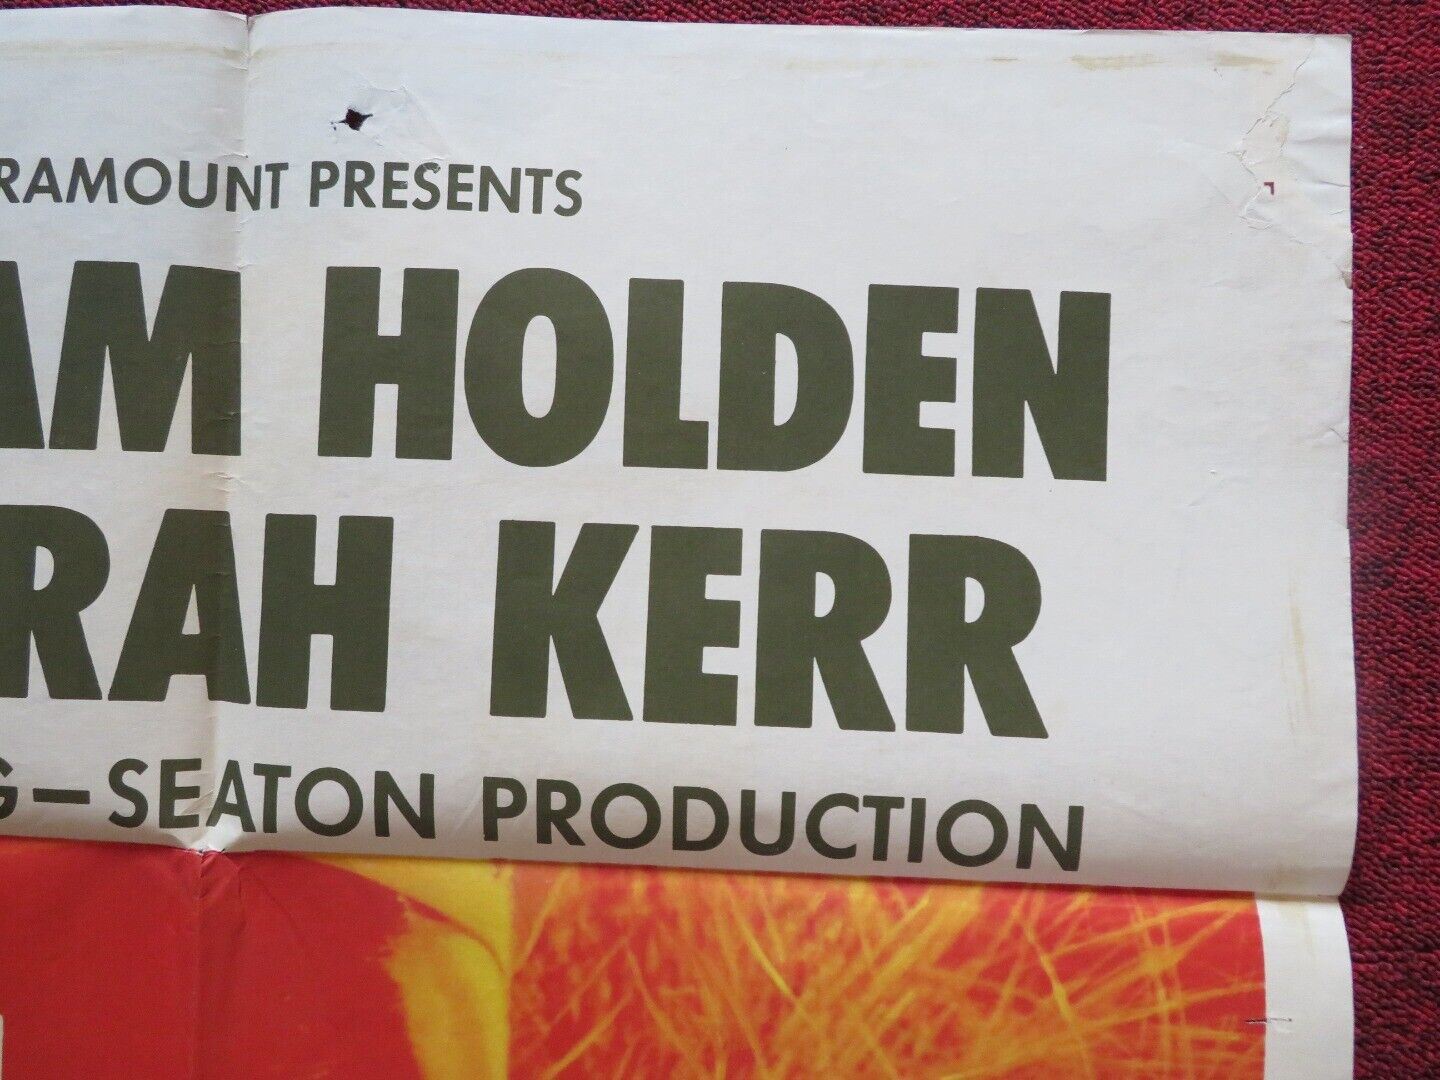 RAMOUNT PRESENTS
AM HOLDEN
RAH KERR
G–SEATON PRODUCTION